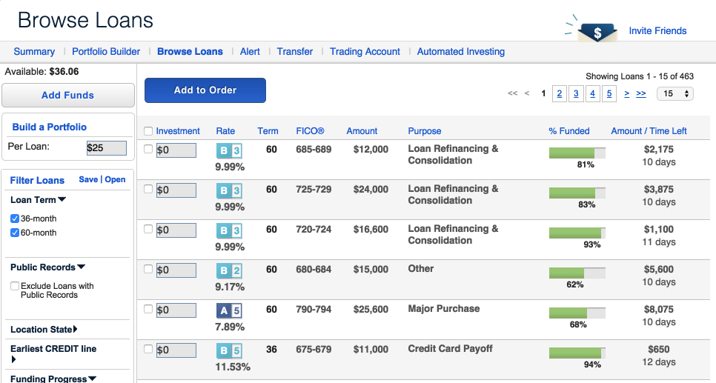 Browse Loans
$
Invite Friends
Summary | Portfolio Builder | Browse Loans | Alert | Transfer | Trading Account | Automated Investing
Available: $36.06
Add Funds
Build a Portfolio
Per Loan: $25
Filter Loans Save | Open
Loan Term
36-month
60-month
Public Records
Exclude Loans with
Public Records
Location State
Earliest CREDIT line
Funding Progress
Add to Order
Showing Loans 1 - 15 of 463
<< < 1 2 3 4 5 > >> 15
Investment Rate Term FICO® Amount Purpose % Funded Amount / Time Left
$0 B 3 60 685-689 $12,000 Loan Refinancing & $2,175
Consolidation 10 days
9.99% 81%
$0 B 3 60 725-729 $24,000 Loan Refinancing & $3,875
Consolidation 10 days
9.99% 83%
$0 B 3 60 720-724 $16,600 Loan Refinancing & $1,100
Consolidation 11 days
9.99% 93%
$0 B 2 60 680-684 $15,000 Other $5,600
10 days
9.17% 62%
$0 A 5 60 790-794 $25,600 Major Purchase $8,075
10 days
7.89% 68%
$0 B 5 36 675-679 $11,000 Credit Card Payoff $650
12 days
11.53% 94%